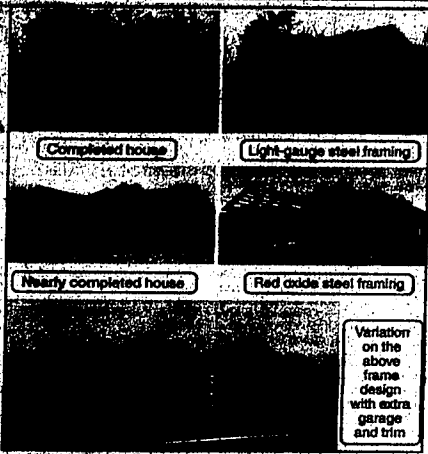 Completed house
Light-gauge steel framing
Nearly completed house
Red oxide steel framing
Variation
on the
above
frame
design
with extra
garage
and trim